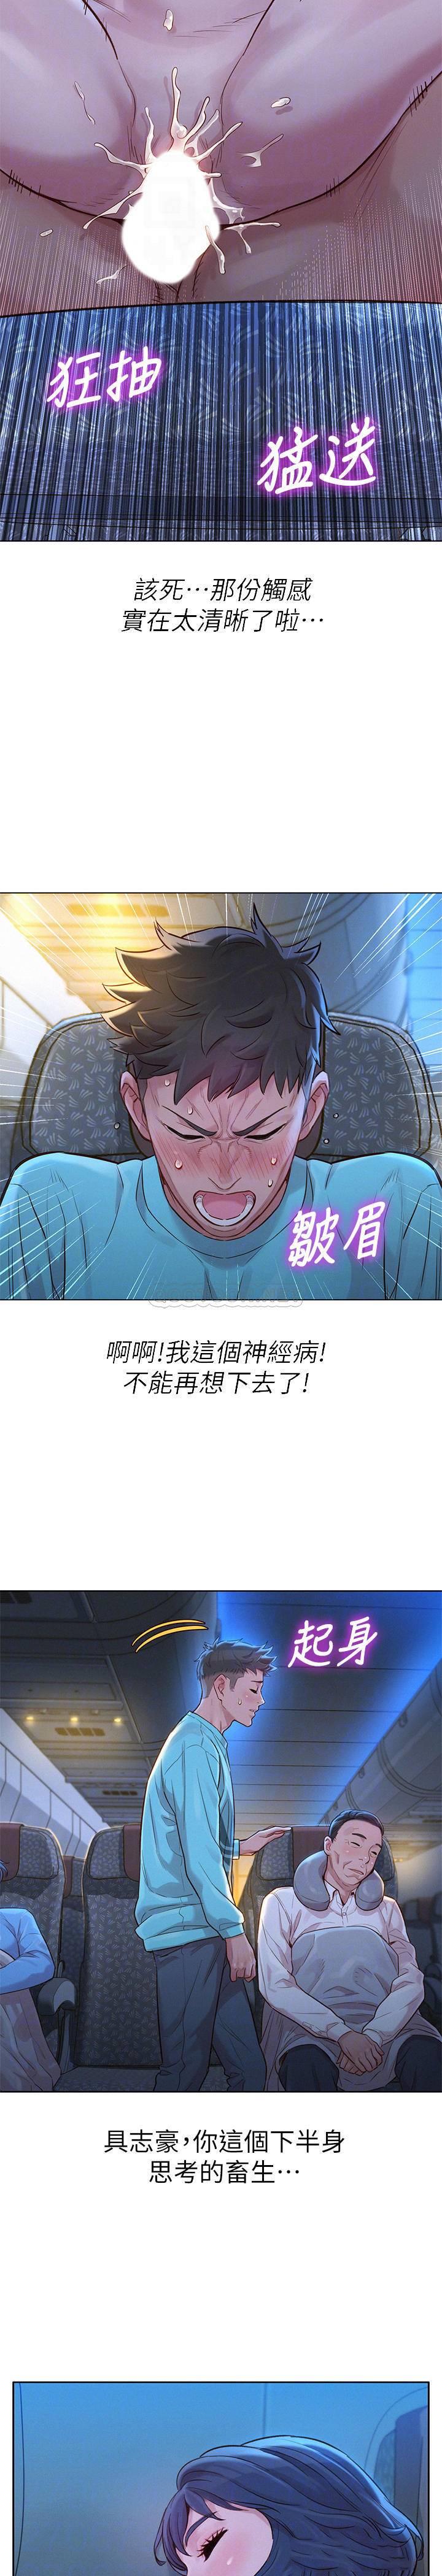 狂抽
猛送
該死…那份觸感
實在太清晰了啦…
皺眉
啊啊!我這個神經病!
不能再想下去了!
起身
具志豪,你這個下半身
思考的畜生…